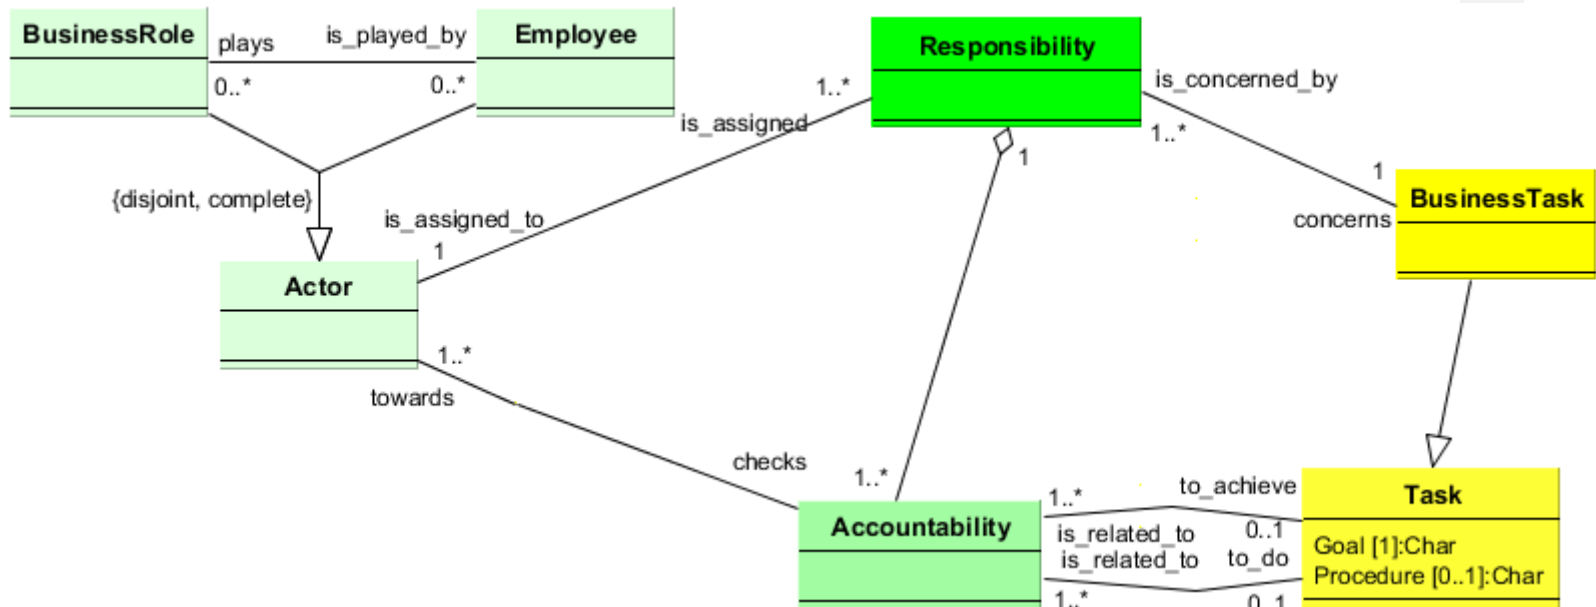 BusinessRole
plays
is_played_by
Employee
0..*
0..*
Responsibility
1..*
is_assigned
is_concerned_by
1..*
1
1
BusinessTask
concerns
{disjoint, complete}
is_assigned_to
1
Actor
1..*
towards
checks
1..*
Accountability
1..*
to_achieve
is_related_to
0..1
is_related_to
to_do
1..*
0..1
Task
Goal [1]:Char
Procedure [0..1]:Char